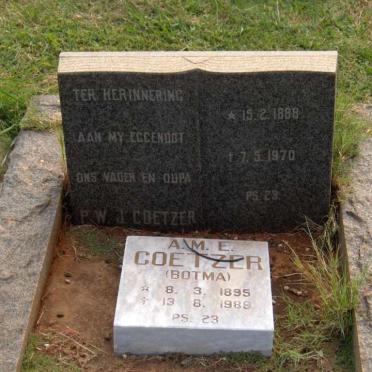 TER HERINNERING
AAN MY EGGENOOT
ONS VADER EN OUPA
P.W.J. COETZER
* 15.2.1888
† 7.5.1970
PS. 23
A.M.E.
COETZER
(BOTMA)
* 8. 3. 1895
† 13. 8. 1989
PS. 23